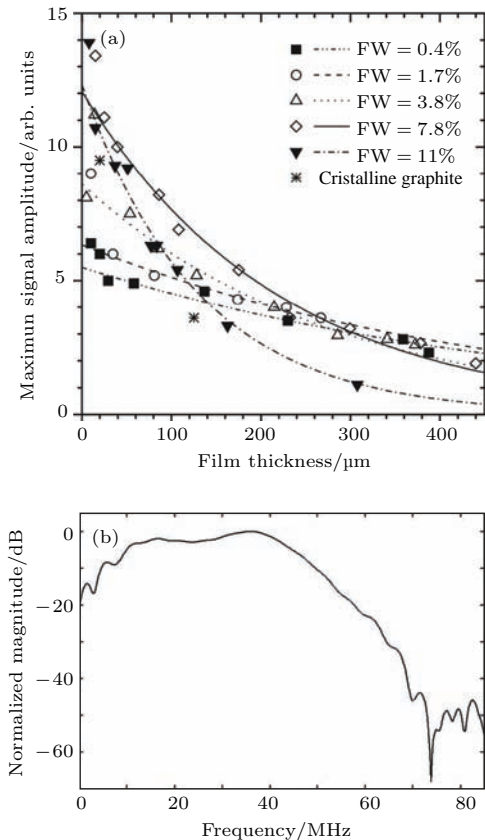 (a)
FW = 0.4%
FW = 1.7%
FW = 3.8%
FW = 7.8%
FW = 11%
Cristalline graphite
15
10
5
0
Maximun signal amplitude/arb. units
0 100 200 300 400
Film thickness/µm
(b)
0
−20
−40
−60
Normalized magnitude/dB
0 20 40 60 80
Frequency/MHz